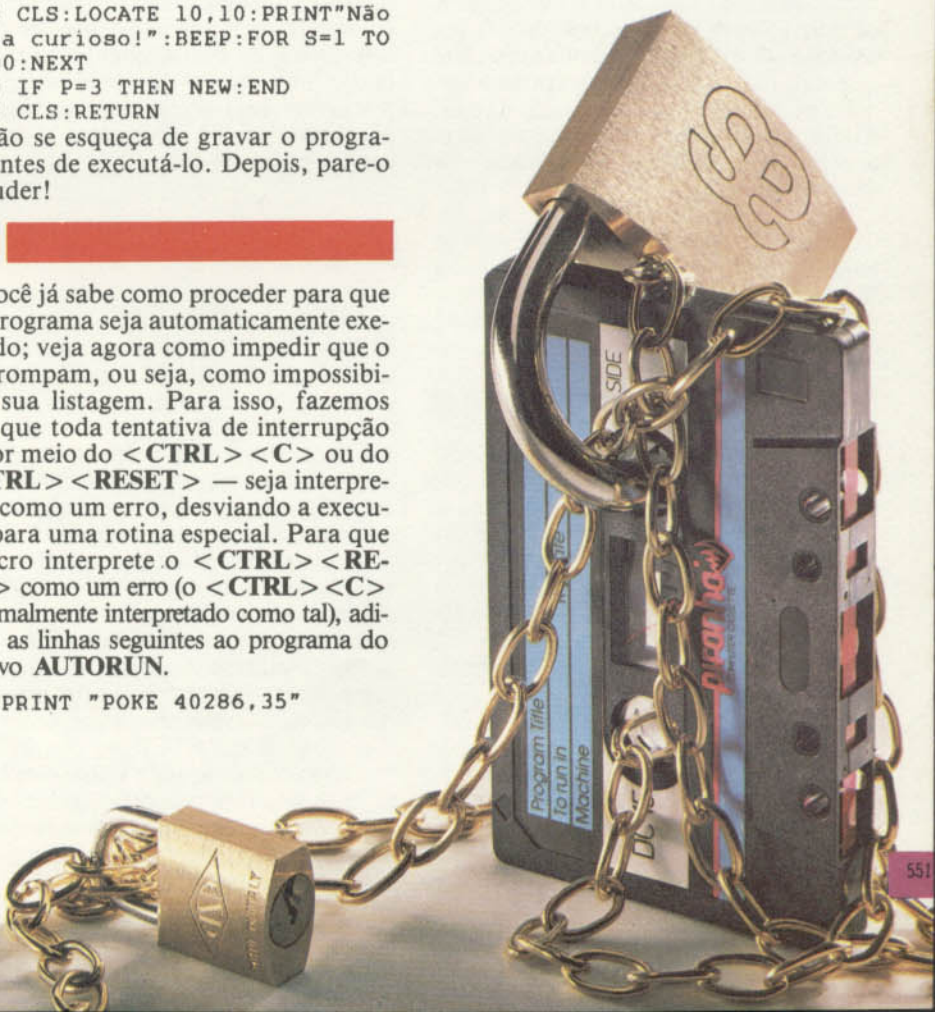 CLS:LOCATE 10,10:PRINT"Não
a curioso!":BEEP:FOR S=1 TO
0:NEXT
IF P=3 THEN NEW:END
CLS:RETURN
ão se esqueça de gravar o progra-
ntes de executá-lo. Depois, pare-o
uder!
ocê já sabe como proceder para que
rograma seja automaticamente exe-
do; veja agora como impedir que o
rompam, ou seja, como impossibi-
sua listagem. Para isso, fazemos
que toda tentativa de interrupção
or meio do <CTRL> <C> ou do
TRL> <RESET> — seja interpre-
como um erro, desviando a execu-
para uma rotina especial. Para que
cro interprete o <CTRL> <RE-
> como um erro (o <CTRL> <C>
malmente interpretado como tal), adi-
as linhas seguintes ao programa do
vo AUTORUN.
PRINT "POKE 40286,35"
SIDE
Program Title
To run in
Machine
551